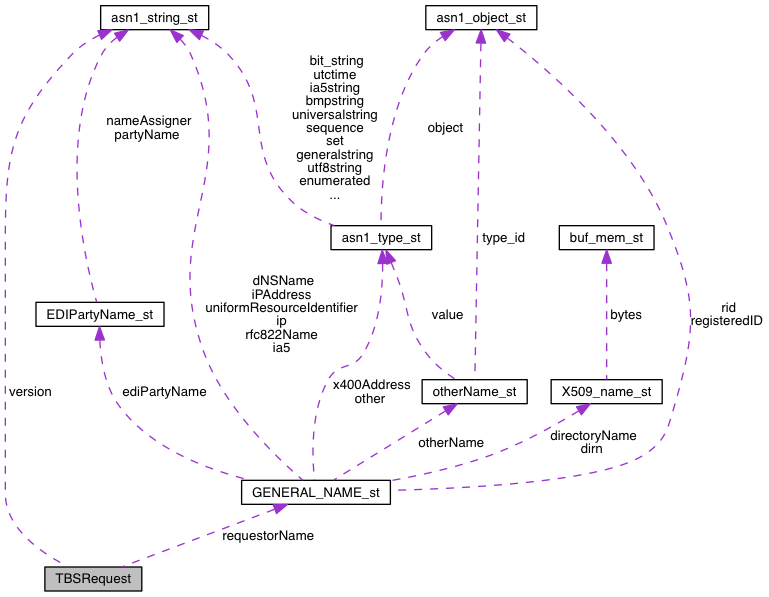 asn1_string_st
asn1_object_st
bit_string
utctime
ia5string
bmpstring
universalstring
sequence
set
generalstring
utf8string
enumerated
...
nameAssigner
partyName
object
asn1_type_st
type_id
buf_mem_st
dNSName
iPAddress
uniformResourceIdentifier
ip
rfc822Name
ia5
EDIPartyName_st
value
bytes
rid
registeredID
version
ediPartyName
x400Address
other
otherName_st
X509_name_st
otherName
directoryName
dirn
GENERAL_NAME_st
requestorName
TBSRequest